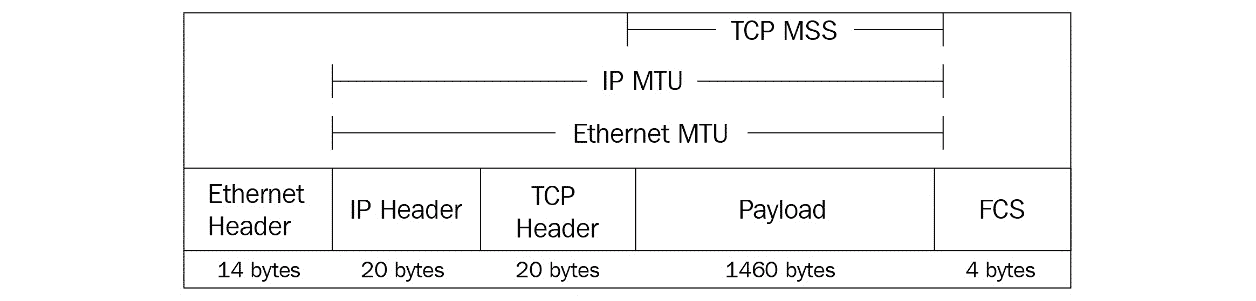 TCP MSS
IP MTU
Ethernet MTU
Ethernet
Header
IP Header
TCP
Header
Payload
FCS
14 bytes
20 bytes
20 bytes
1460 bytes
4 bytes